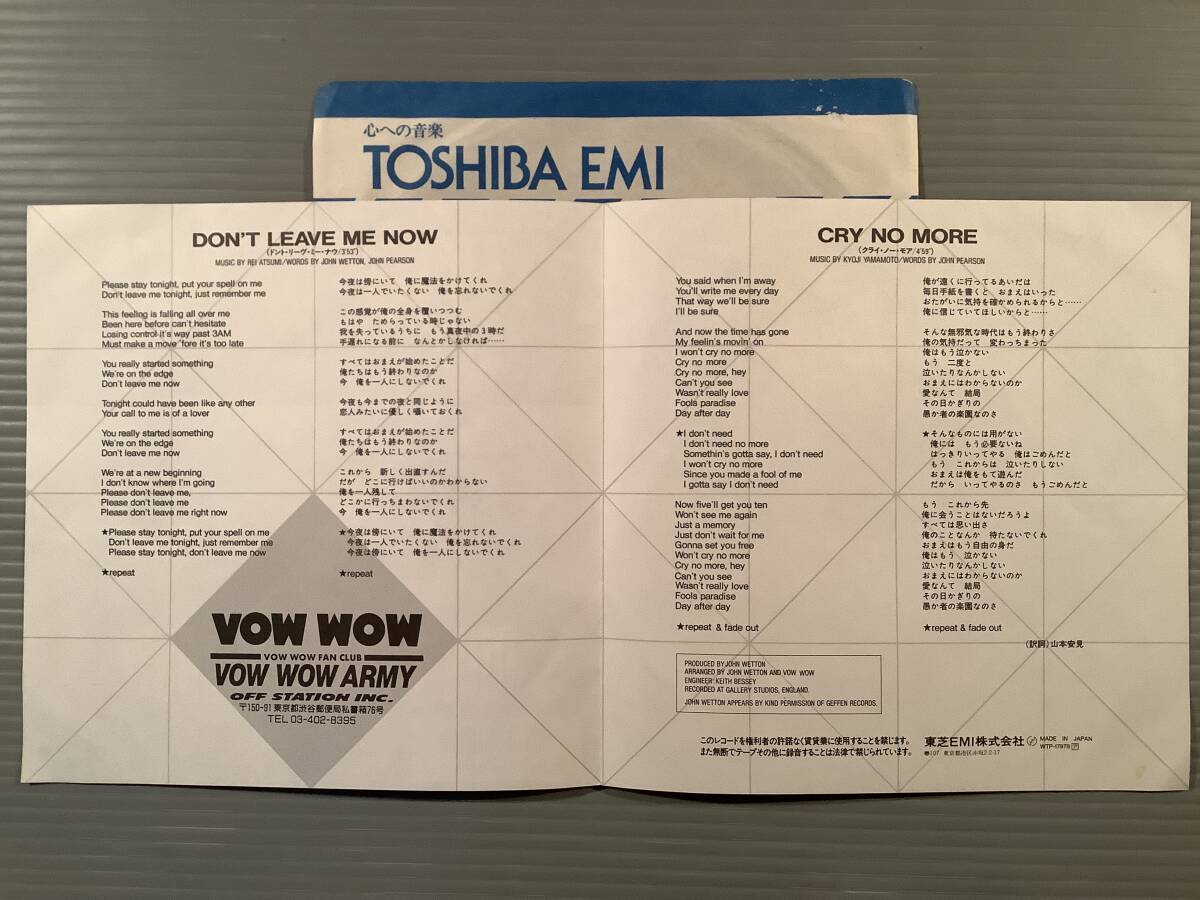 心への音楽
TOSHIBA EMI
DON'T LEAVE ME NOW
(ドント・リーヴ・ミー・ナウ/3'53")
MUSIC BY REI ATSUMI/WORDS BY JOHN WETTON, JOHN PEARSON
Please stay tonight, put your spell on me
Don't leave me tonight, just remember me
This feeling is falling all over me
Been here before can't hesitate
Losing control it's way past 3AM
Must make a move 'fore it's too late
You really started something
We're on the edge
Don't leave me now
Tonight could have been like any other
Your call to me is of a lover
You really started something
We're on the edge
Don't leave me now
We're at a new beginning
I don't know where I'm going
Please don't leave me,
Please don't leave me
Please don't leave me right now
★Please stay tonight, put your spell on me
Don't leave me tonight, just remember me
Please stay tonight, don't leave me now
★repeat
今夜は傍にいて 俺に魔法をかけてくれ
今夜は一人でいたくない 俺を忘れないでくれ
この感覚が俺の全身を覆いつつむ
もはや ためらっている時じゃない
我を失っているうちに もう真夜中の3時だ
手遅れになる前に なんとかしなければ……
すべてはおまえが始めたことだ
俺たちはもう終わりなのか
今 俺を一人にしないでくれ
今夜も今までの夜と同じように
恋人みたいに優しく囁いておくれ
すべてはおまえが始めたことだ
俺たちはもう終わりなのか
今 俺を一人にしないでくれ
これから 新しく出直すんだ
だが どこに行けばいいのかわからない
俺を一人残して
どこかに行っちまわないでくれ
今 俺を一人にしないでくれ
★今夜は傍にいて 俺に魔法をかけてくれ
今夜は一人でいたくない 俺を忘れないでくれ
今夜は傍にいて 俺を一人にしないでくれ
★repeat
VOW WOW
VOW WOW FAN CLUB
VOW WOW ARMY
OFF STATION INC.
〒150-91 東京都渋谷郵便局私書箱76号
TEL 03-402-8395
CRY NO MORE
(クライ・ノー・モア/4'59")
MUSIC BY KYOJI YAMAMOTO/WORDS BY JOHN PEARSON
You said when I'm away
You'll write me every day
That way we'll be sure
I'll be sure
And now the time has gone
My feelin's movin' on
I won't cry no more
Cry no more
Cry no more, hey
Can't you see
Wasn't really love
Fools paradise
Day after day
★I don't need
I don't need no more
Somethin's gotta say, I don't need
I won't cry no more
Since you made a fool of me
I gotta say I don't need
Now five'll get you ten
Won't see me again
Just a memory
Just don't wait for me
Gonna set you free
Won't cry no more
Cry no more, hey
Can't you see
Wasn't really love
Fools paradise
Day after day
★repeat & fade out
俺が遠くに行ってるあいだは
毎日手紙を書くと おまえはいった
おたがいに気持を確かめられるからと……
俺に信じていてほしいからと……
そんな無邪気な時代はもう終わりさ
俺の気持だって 変わっちまった
俺はもう泣かない
もう 二度と
泣いたりなんかしない
おまえにはわからないのか
愛なんて 結局
その日かぎりの
愚か者の楽園なのさ
★そんなものには用がない
俺には もう必要ないね
はっきりいってやる 俺はごめんだと
もう これからは 泣いたりしない
おまえは俺をもて遊んだ
だから いってやるのさ もうごめんだと
もう これから先
俺に会うことはないだろうよ
すべては思い出さ
俺のことなんか 待たないでくれ
おまえはもう自由の身だ
俺はもう 泣かない
泣いたりなんかしない
おまえにはわからないのか
愛なんて 結局
その日かぎりの
愚か者の楽園なのさ
★repeat & fade out
(訳詞)山本安見
PRODUCED BY JOHN WETTON
ARRANGED BY JOHN WETTON AND VOW WOW
ENGINEER: KEITH BESSEY
RECORDED AT GALLERY STUDIOS, ENGLAND.
JOHN WETTON APPEARS BY KIND PERMISSION OF GEFFEN RECORDS.
このレコードを権利者の許諾なく賃貸業に使用することを禁じます。
また無断でテープその他に録音することは法律で禁じられています。
東芝EMI株式会社
〒107 東京都港区赤坂2-2-17
MADE IN JAPAN
WTP-17979 Ⓟ